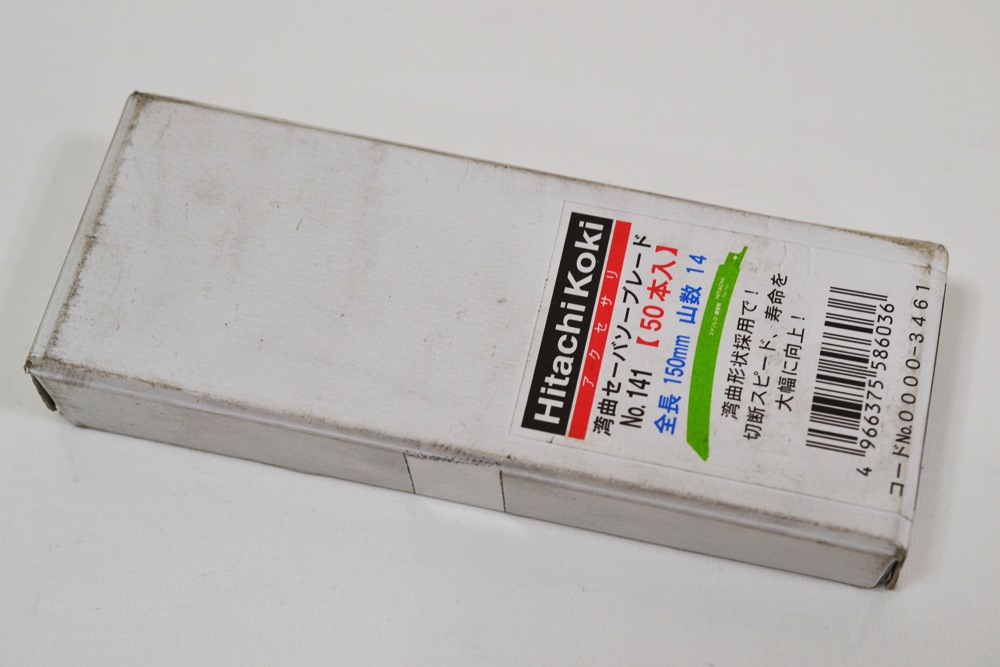 Hitachi Koki
アクセサリ
湾曲セーバソーブレード
No.141 【50本入】
全長 150mm 山数 14
湾曲形状採用で!
切断スピード、寿命を
大幅に向上!
4 966375 586036
コードNo.0000-3461